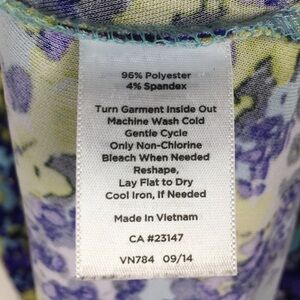 96% Polyester
4% Spandex
Turn Garment Inside Out
Machine Wash Cold
Gentle Cycle
Only Non-Chlorine
Bleach When Needed
Reshape,
Lay Flat to Dry
Cool Iron, If Needed
Made In Vietnam
CA #23147
VN784 09/14